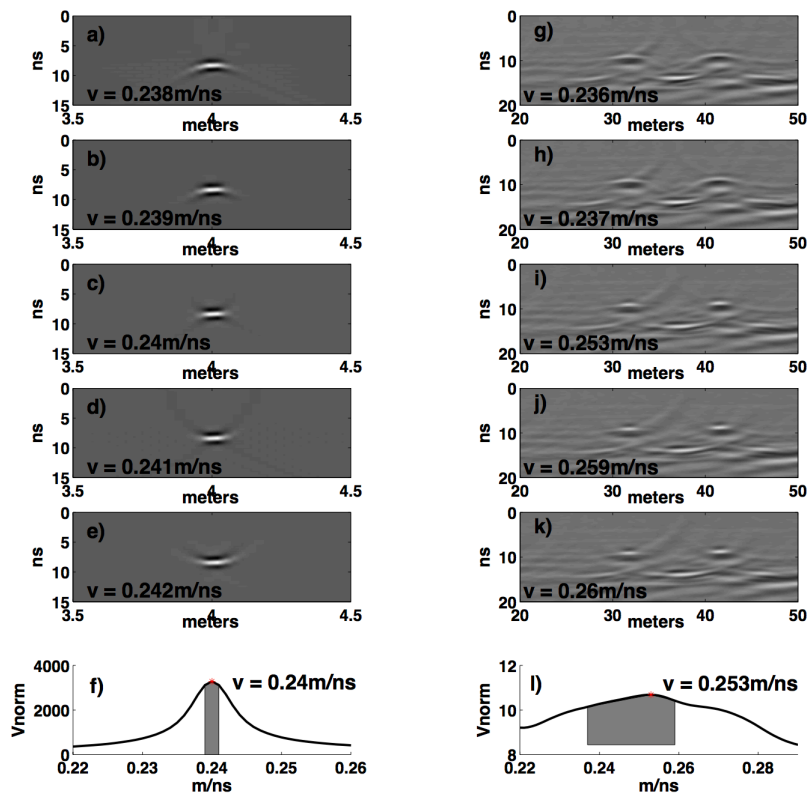 0
a)
5
ns
10
v = 0.238m/ns
15
3.5 4 4.5
meters
0
b)
5
ns
10
v = 0.239m/ns
15
3.5 4 4.5
meters
0
c)
5
ns
10
v = 0.24m/ns
15
3.5 4 4.5
meters
0
d)
5
ns
10
v = 0.241m/ns
15
3.5 4 4.5
meters
0
e)
5
ns
10
v = 0.242m/ns
15
3.5 4 4.5
meters
4000
f) v = 0.24m/ns
Vnorm
2000
0
0.22 0.23 0.24 0.25 0.26
m/ns
0
g)
ns
10
v = 0.236m/ns
20
20 30 40 50
meters
0
h)
ns
10
v = 0.237m/ns
20
20 30 40 50
meters
0
i)
ns
10
v = 0.253m/ns
20
20 30 40 50
meters
0
j)
ns
10
v = 0.259m/ns
20
20 30 40 50
meters
0
k)
ns
10
v = 0.26m/ns
20
20 30 40 50
meters
12
l) v = 0.253m/ns
Vnorm
10
8
0.22 0.24 0.26 0.28
m/ns